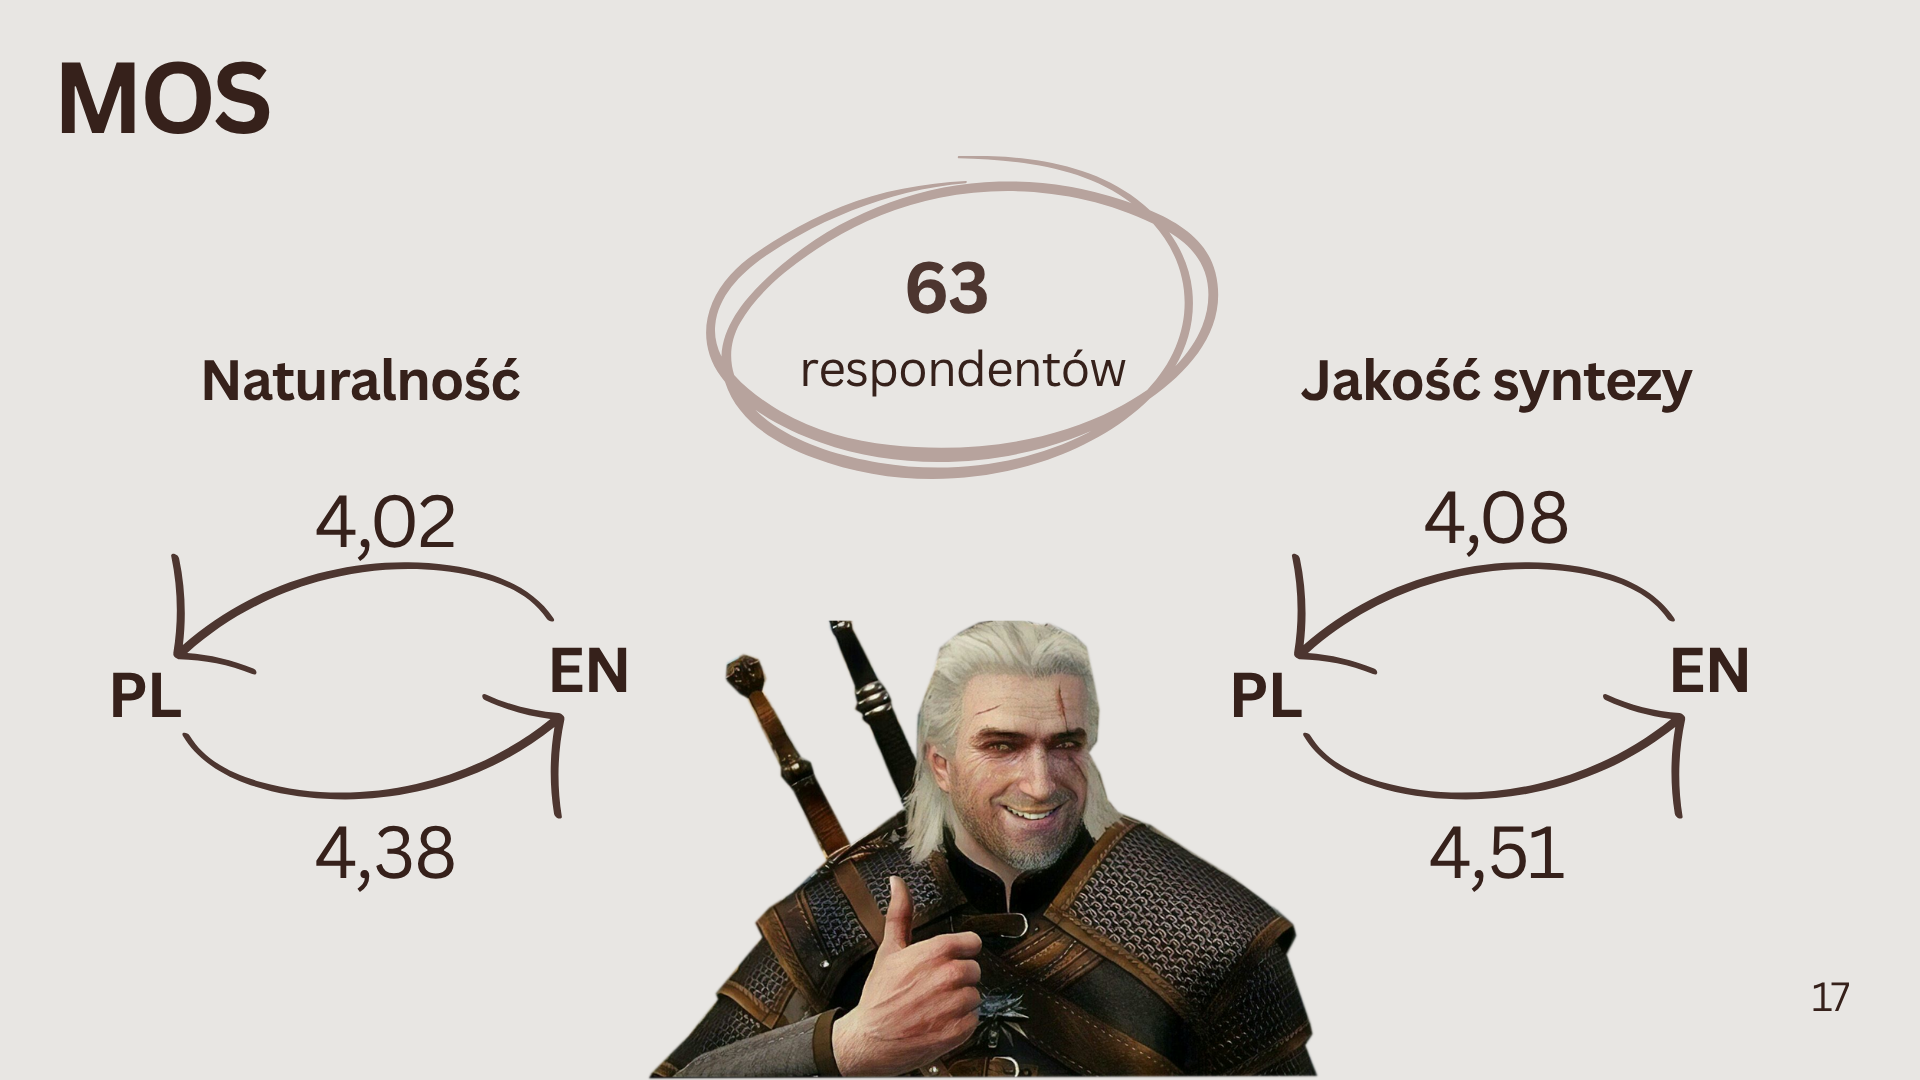 MOS
63
respondentów
Naturalność
4,02
PL
EN
4,38
Jakość syntezy
4,08
PL
EN
4,51
17